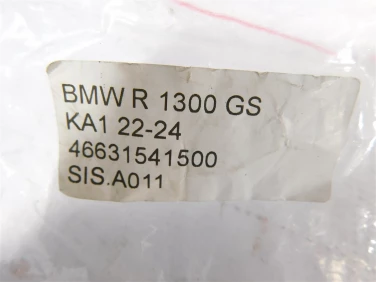 BMW R 1300 GS
KA1 22-24
46631541500
SIS.A011